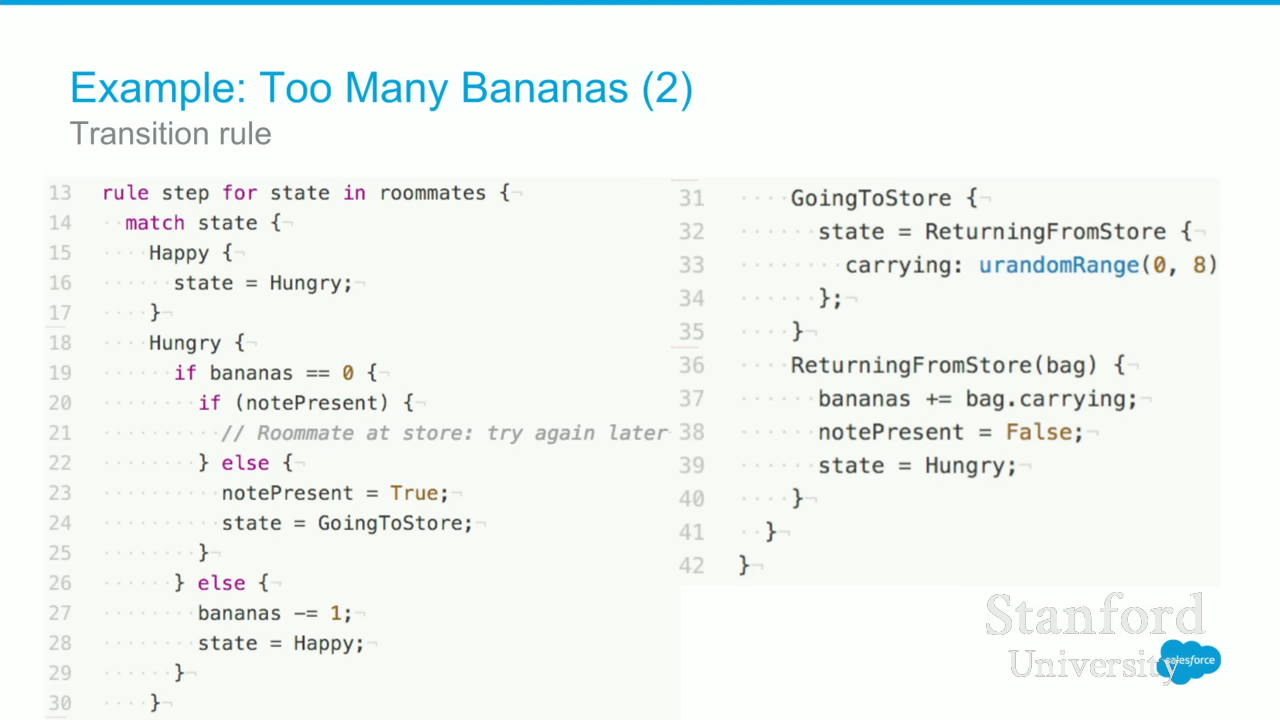 Example: Too Many Bananas (2)
Transition rule
13 rule step for state in roommates {¬
14 ··match state {¬
15 ····Happy {¬
16 ······state = Hungry;¬
17 ····}¬
18 ····Hungry {¬
19 ······if bananas == 0 {¬
20 ········if (notePresent) {¬
21 ··········// Roommate at store: try again later
22 ········} else {¬
23 ··········notePresent = True;¬
24 ··········state = GoingToStore;¬
25 ········}¬
26 ······} else {¬
27 ········bananas -= 1;¬
28 ········state = Happy;¬
29 ······}¬
30 ····}¬
31 ····GoingToStore {¬
32 ······state = ReturningFromStore {¬
33 ········carrying: urandomRange(0, 8)
34 ······};¬
35 ····}¬
36 ····ReturningFromStore(bag) {¬
37 ······bananas += bag.carrying;¬
38 ······notePresent = False;¬
39 ······state = Hungry;¬
40 ····}¬
41 ··}¬
42 }¬
Stanford
University
salesforce